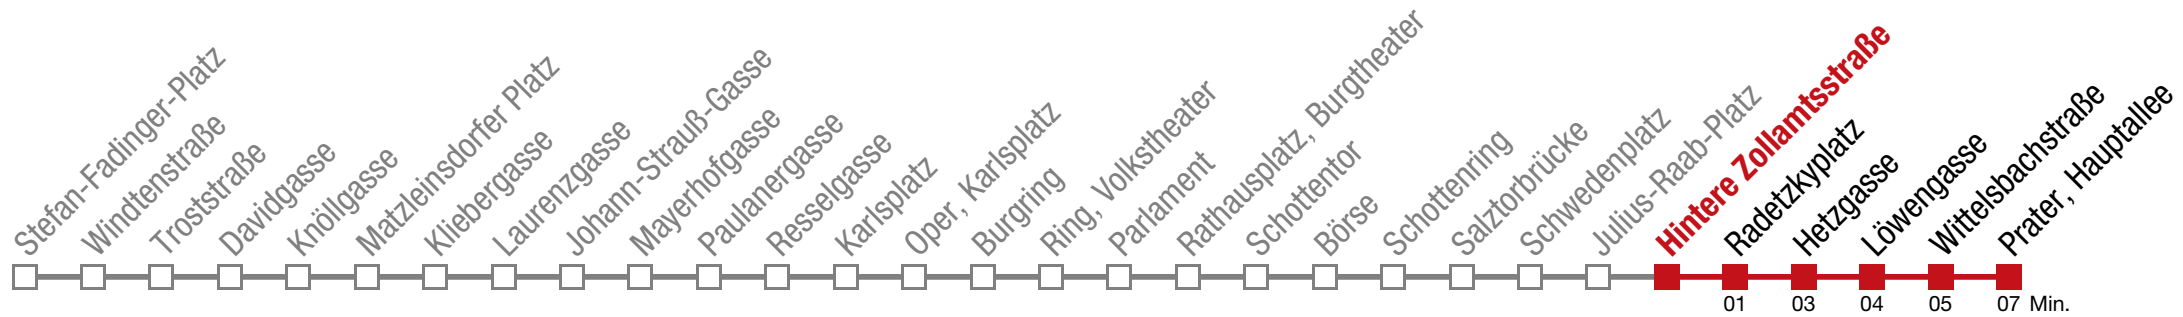 Stefan-Fadinger-Platz
Windtenstraße
Troststraße
Davidgasse
Knöllgasse
Matzleinsdorfer Platz
Kliebergasse
Laurenzgasse
Johann-Strauß-Gasse
Mayerhofgasse
Paulanergasse
Resselgasse
Karlsplatz
Oper, Karlsplatz
Burgring
Ring, Volkstheater
Parlament
Rathausplatz, Burgtheater
Schottentor
Börse
Schottenring
Salztorbrücke
Schwedenplatz
Julius-Raab-Platz
Hintere Zollamtsstraße
Radetzkyplatz
Hetzgasse
Löwengasse
Wittelsbachstraße
Prater, Hauptallee
01 03 04 05 07 Min.